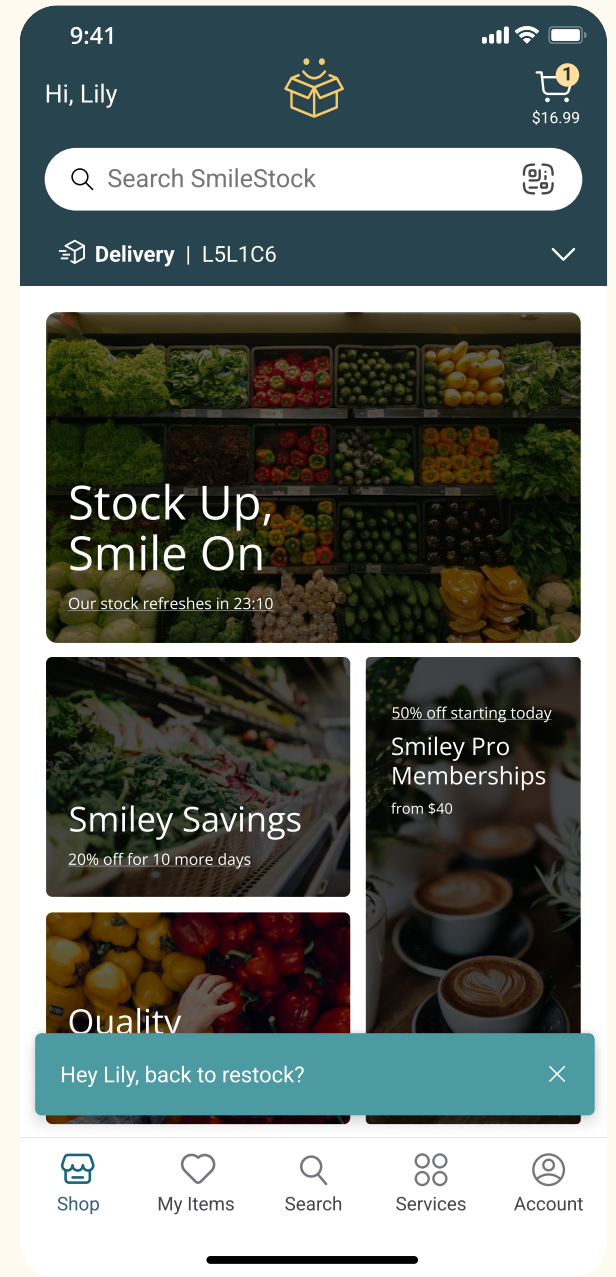 9:41
Hi, Lily
1
$16.99
Search SmileStock
Delivery | L5L1C6
Stock Up,
Smile On
Our stock refreshes in 23:10
Smiley Savings
20% off for 10 more days
50% off starting today
Smiley Pro
Memberships
from $40
Quality
Hey Lily, back to restock?
Shop
My Items
Search
Services
Account